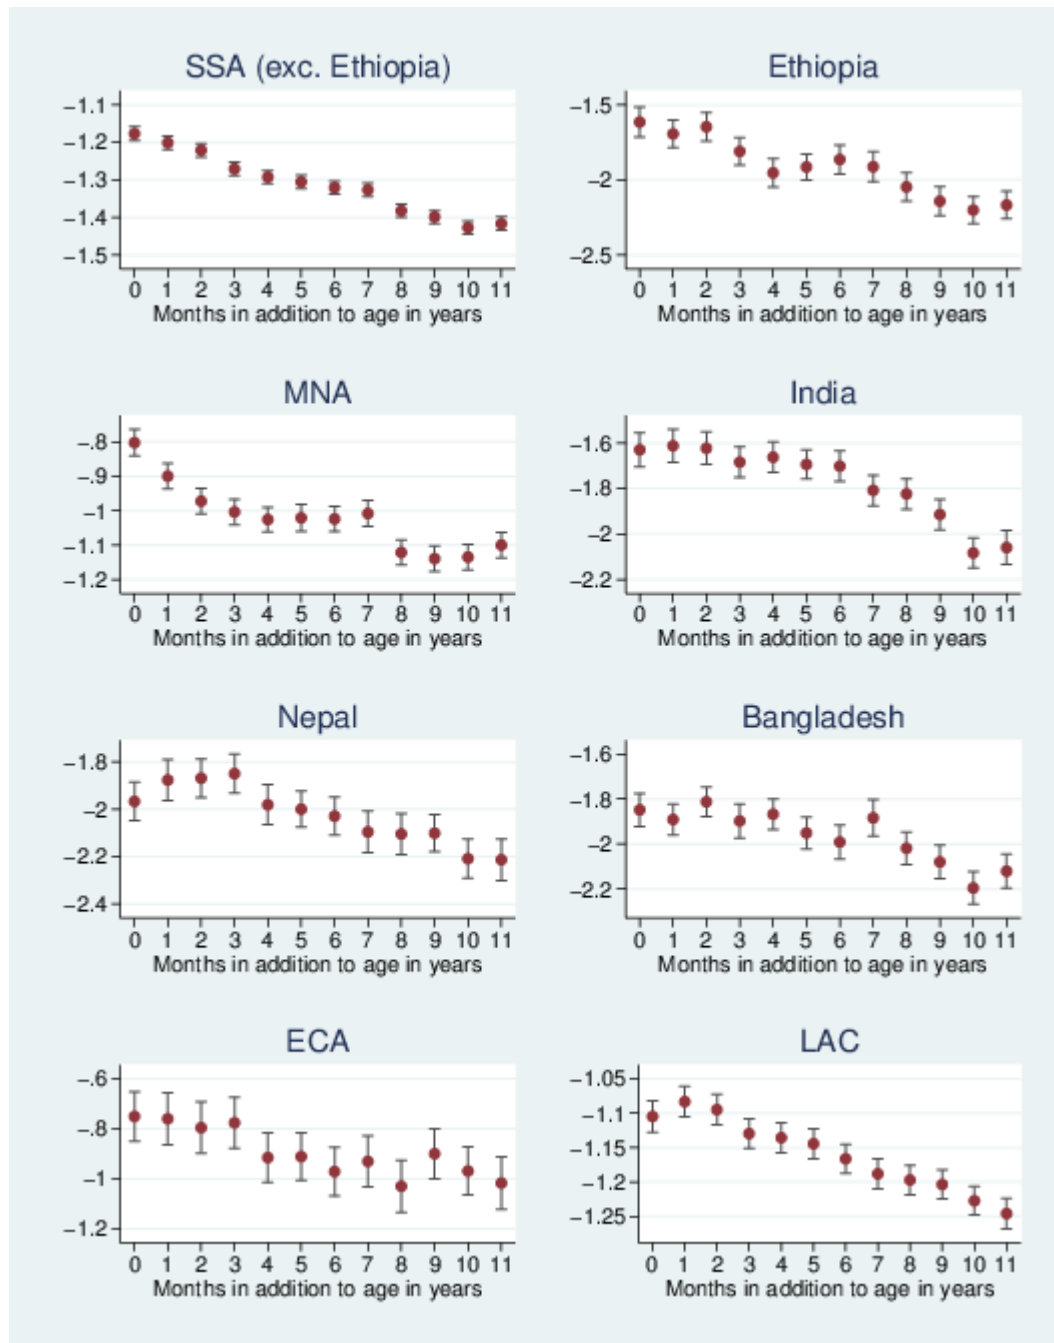 SSA (exc. Ethiopia)
−1.1
−1.2
−1.3
−1.4
−1.5
0 1 2 3 4 5 6 7 8 9 10 11
Months in addition to age in years
Ethiopia
−1.5
−2
−2.5
0 1 2 3 4 5 6 7 8 9 10 11
Months in addition to age in years
MNA
−.8
−.9
−1
−1.1
−1.2
0 1 2 3 4 5 6 7 8 9 10 11
Months in addition to age in years
India
−1.6
−1.8
−2
−2.2
0 1 2 3 4 5 6 7 8 9 10 11
Months in addition to age in years
Nepal
−1.8
−2
−2.2
−2.4
0 1 2 3 4 5 6 7 8 9 10 11
Months in addition to age in years
Bangladesh
−1.6
−1.8
−2
−2.2
0 1 2 3 4 5 6 7 8 9 10 11
Months in addition to age in years
ECA
−.6
−.8
−1
−1.2
0 1 2 3 4 5 6 7 8 9 10 11
Months in addition to age in years
LAC
−1.05
−1.1
−1.15
−1.2
−1.25
0 1 2 3 4 5 6 7 8 9 10 11
Months in addition to age in years